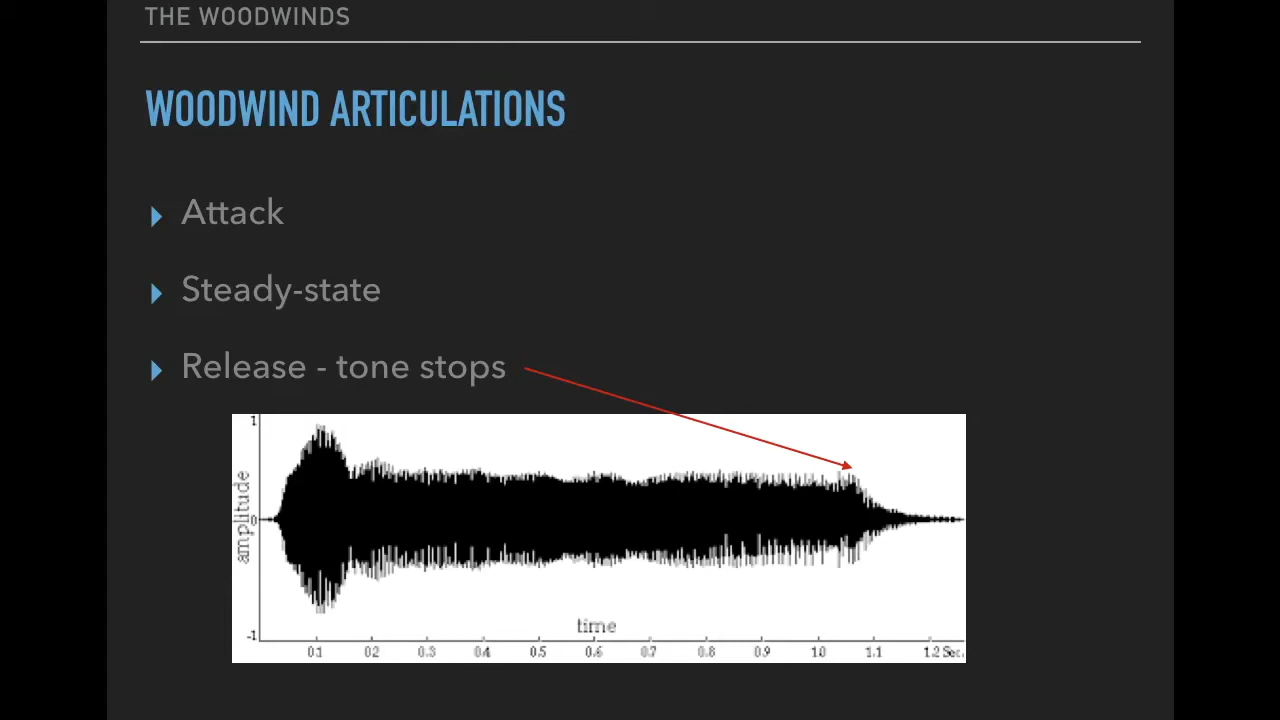 THE WOODWINDS
WOODWIND ARTICULATIONS
Attack
Steady-state
Release - tone stops
1
amplitude
0
-1
time
0.1 0.2 0.3 0.4 0.5 0.6 0.7 0.8 0.9 1.0 1.1 1.2 Sec.